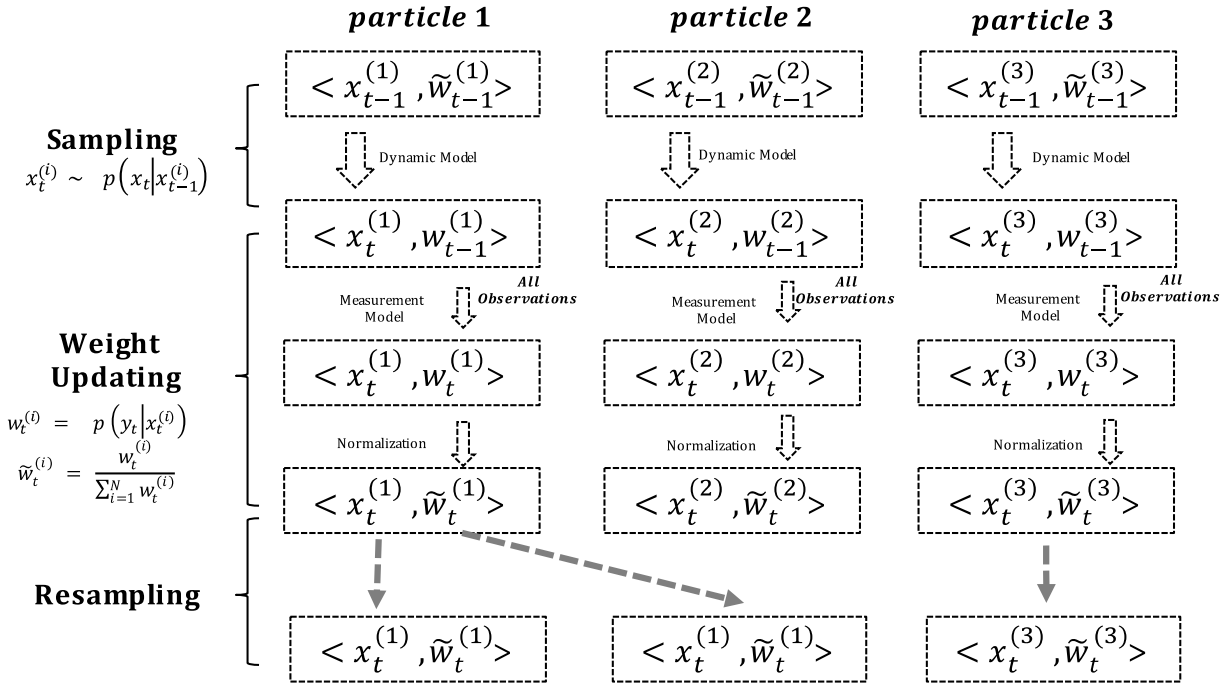 particle 1 particle 2 particle 3
< x_{t-1}^{(1)} , w̃_{t-1}^{(1)} > < x_{t-1}^{(2)} , w̃_{t-1}^{(2)} > < x_{t-1}^{(3)} , w̃_{t-1}^{(3)} >
Sampling
x_t^{(i)} ~ p(x_t|x_{t-1}^{(i)})
Dynamic Model Dynamic Model Dynamic Model
< x_t^{(1)} , w_{t-1}^{(1)} > < x_t^{(2)} , w_{t-1}^{(2)} > < x_t^{(3)} , w_{t-1}^{(3)} >
All All All
Observations Observations Observations
Measurement Measurement Measurement
Model Model Model
Weight
Updating
< x_t^{(1)} , w_t^{(1)} > < x_t^{(2)} , w_t^{(2)} > < x_t^{(3)} , w_t^{(3)} >
w_t^{(i)} = p(y_t|x_t^{(i)})
Normalization Normalization Normalization
w̃_t^{(i)} = w_t^{(i)} / ∑_{i=1}^{N} w_t^{(i)}
< x_t^{(1)} , w̃_t^{(1)} > < x_t^{(2)} , w̃_t^{(2)} > < x_t^{(3)} , w̃_t^{(3)} >
Resampling
< x_t^{(1)} , w̃_t^{(1)} > < x_t^{(1)} , w̃_t^{(1)} > < x_t^{(3)} , w̃_t^{(3)} >